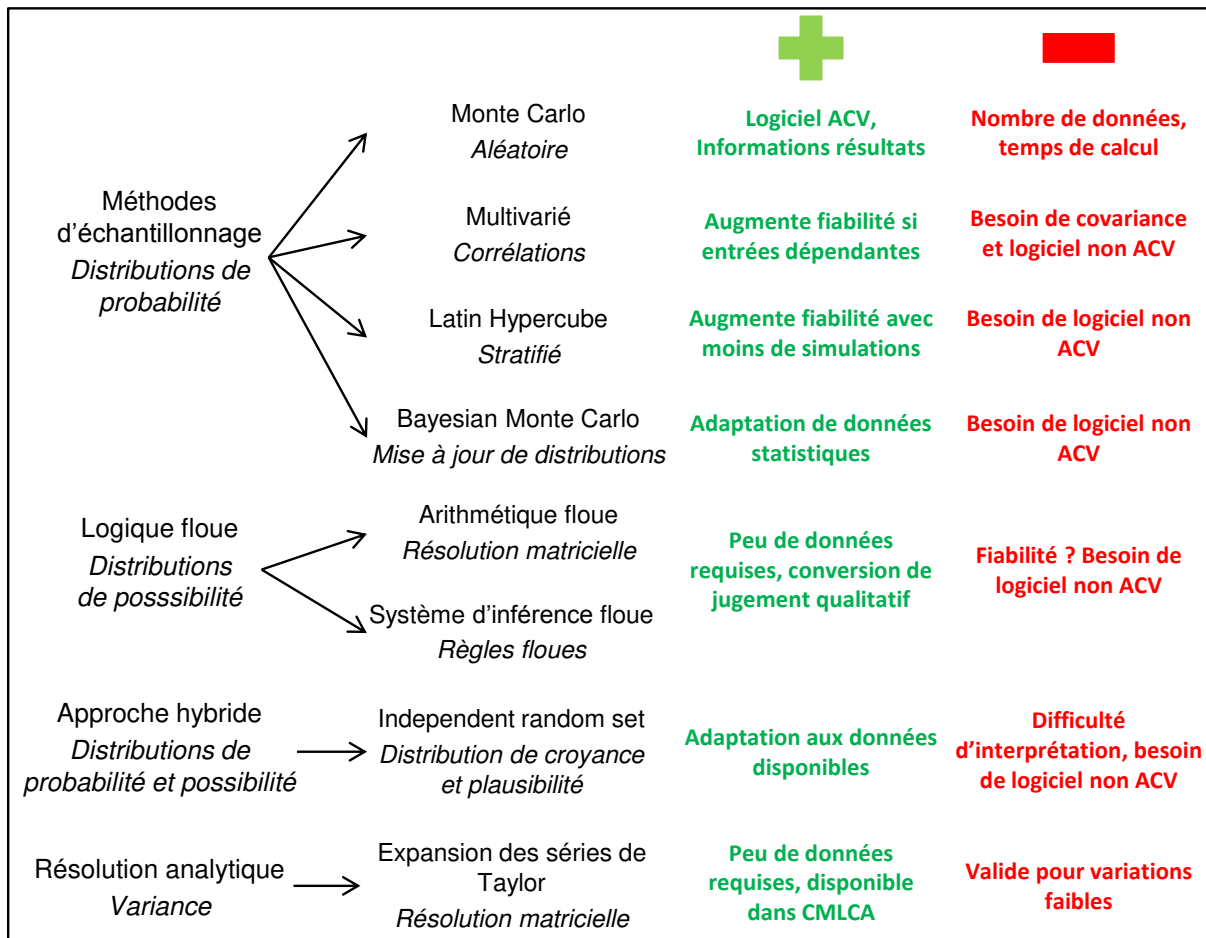 Monte Carlo
Aléatoire
Logiciel ACV,
Informations résultats
Nombre de données,
temps de calcul
Méthodes
d'échantillonnage
Distributions de
probabilité
Multivarié
Corrélations
Augmente fiabilité si
entrées dépendantes
Besoin de covariance
et logiciel non ACV
Latin Hypercube
Stratifié
Augmente fiabilité avec
moins de simulations
Besoin de logiciel non
ACV
Bayesian Monte Carlo
Mise à jour de distributions
Adaptation de données
statistiques
Besoin de logiciel non
ACV
Logique floue
Distributions
de posssibilité
Arithmétique floue
Résolution matricielle
Système d'inférence floue
Règles floues
Peu de données
requises, conversion de
jugement qualitatif
Fiabilité ? Besoin de
logiciel non ACV
Approche hybride
Distributions de
probabilité et possibilité
Independent random set
Distribution de croyance
et plausibilité
Adaptation aux données
disponibles
Difficulté
d'interprétation, besoin
de logiciel non ACV
Résolution analytique
Variance
Expansion des séries de
Taylor
Résolution matricielle
Peu de données
requises, disponible
dans CMLCA
Valide pour variations
faibles